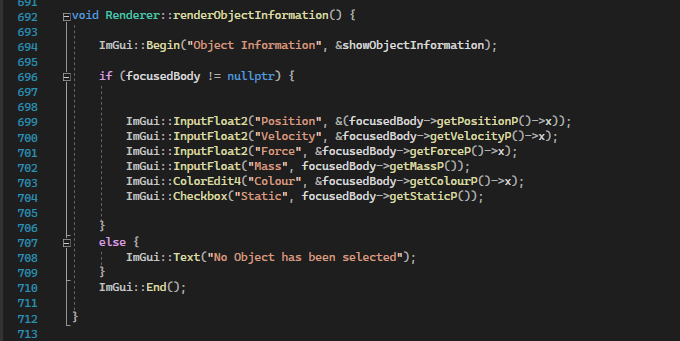 691
692 void Renderer::renderObjectInformation() {
693
694 ImGui::Begin("Object Information", &showObjectInformation);
695
696 if (focusedBody != nullptr) {
697
698
699 ImGui::InputFloat2("Position", &(focusedBody->getPositionP()->x));
700 ImGui::InputFloat2("Velocity", &focusedBody->getVelocityP()->x);
701 ImGui::InputFloat2("Force", &focusedBody->getForceP()->x);
702 ImGui::InputFloat("Mass", focusedBody->getMassP());
703 ImGui::ColorEdit4("Colour", &focusedBody->getColourP()->x);
704 ImGui::Checkbox("Static", focusedBody->getStaticP());
705
706 }
707 else {
708 ImGui::Text("No Object has been selected");
709 }
710 ImGui::End();
711
712 }
713